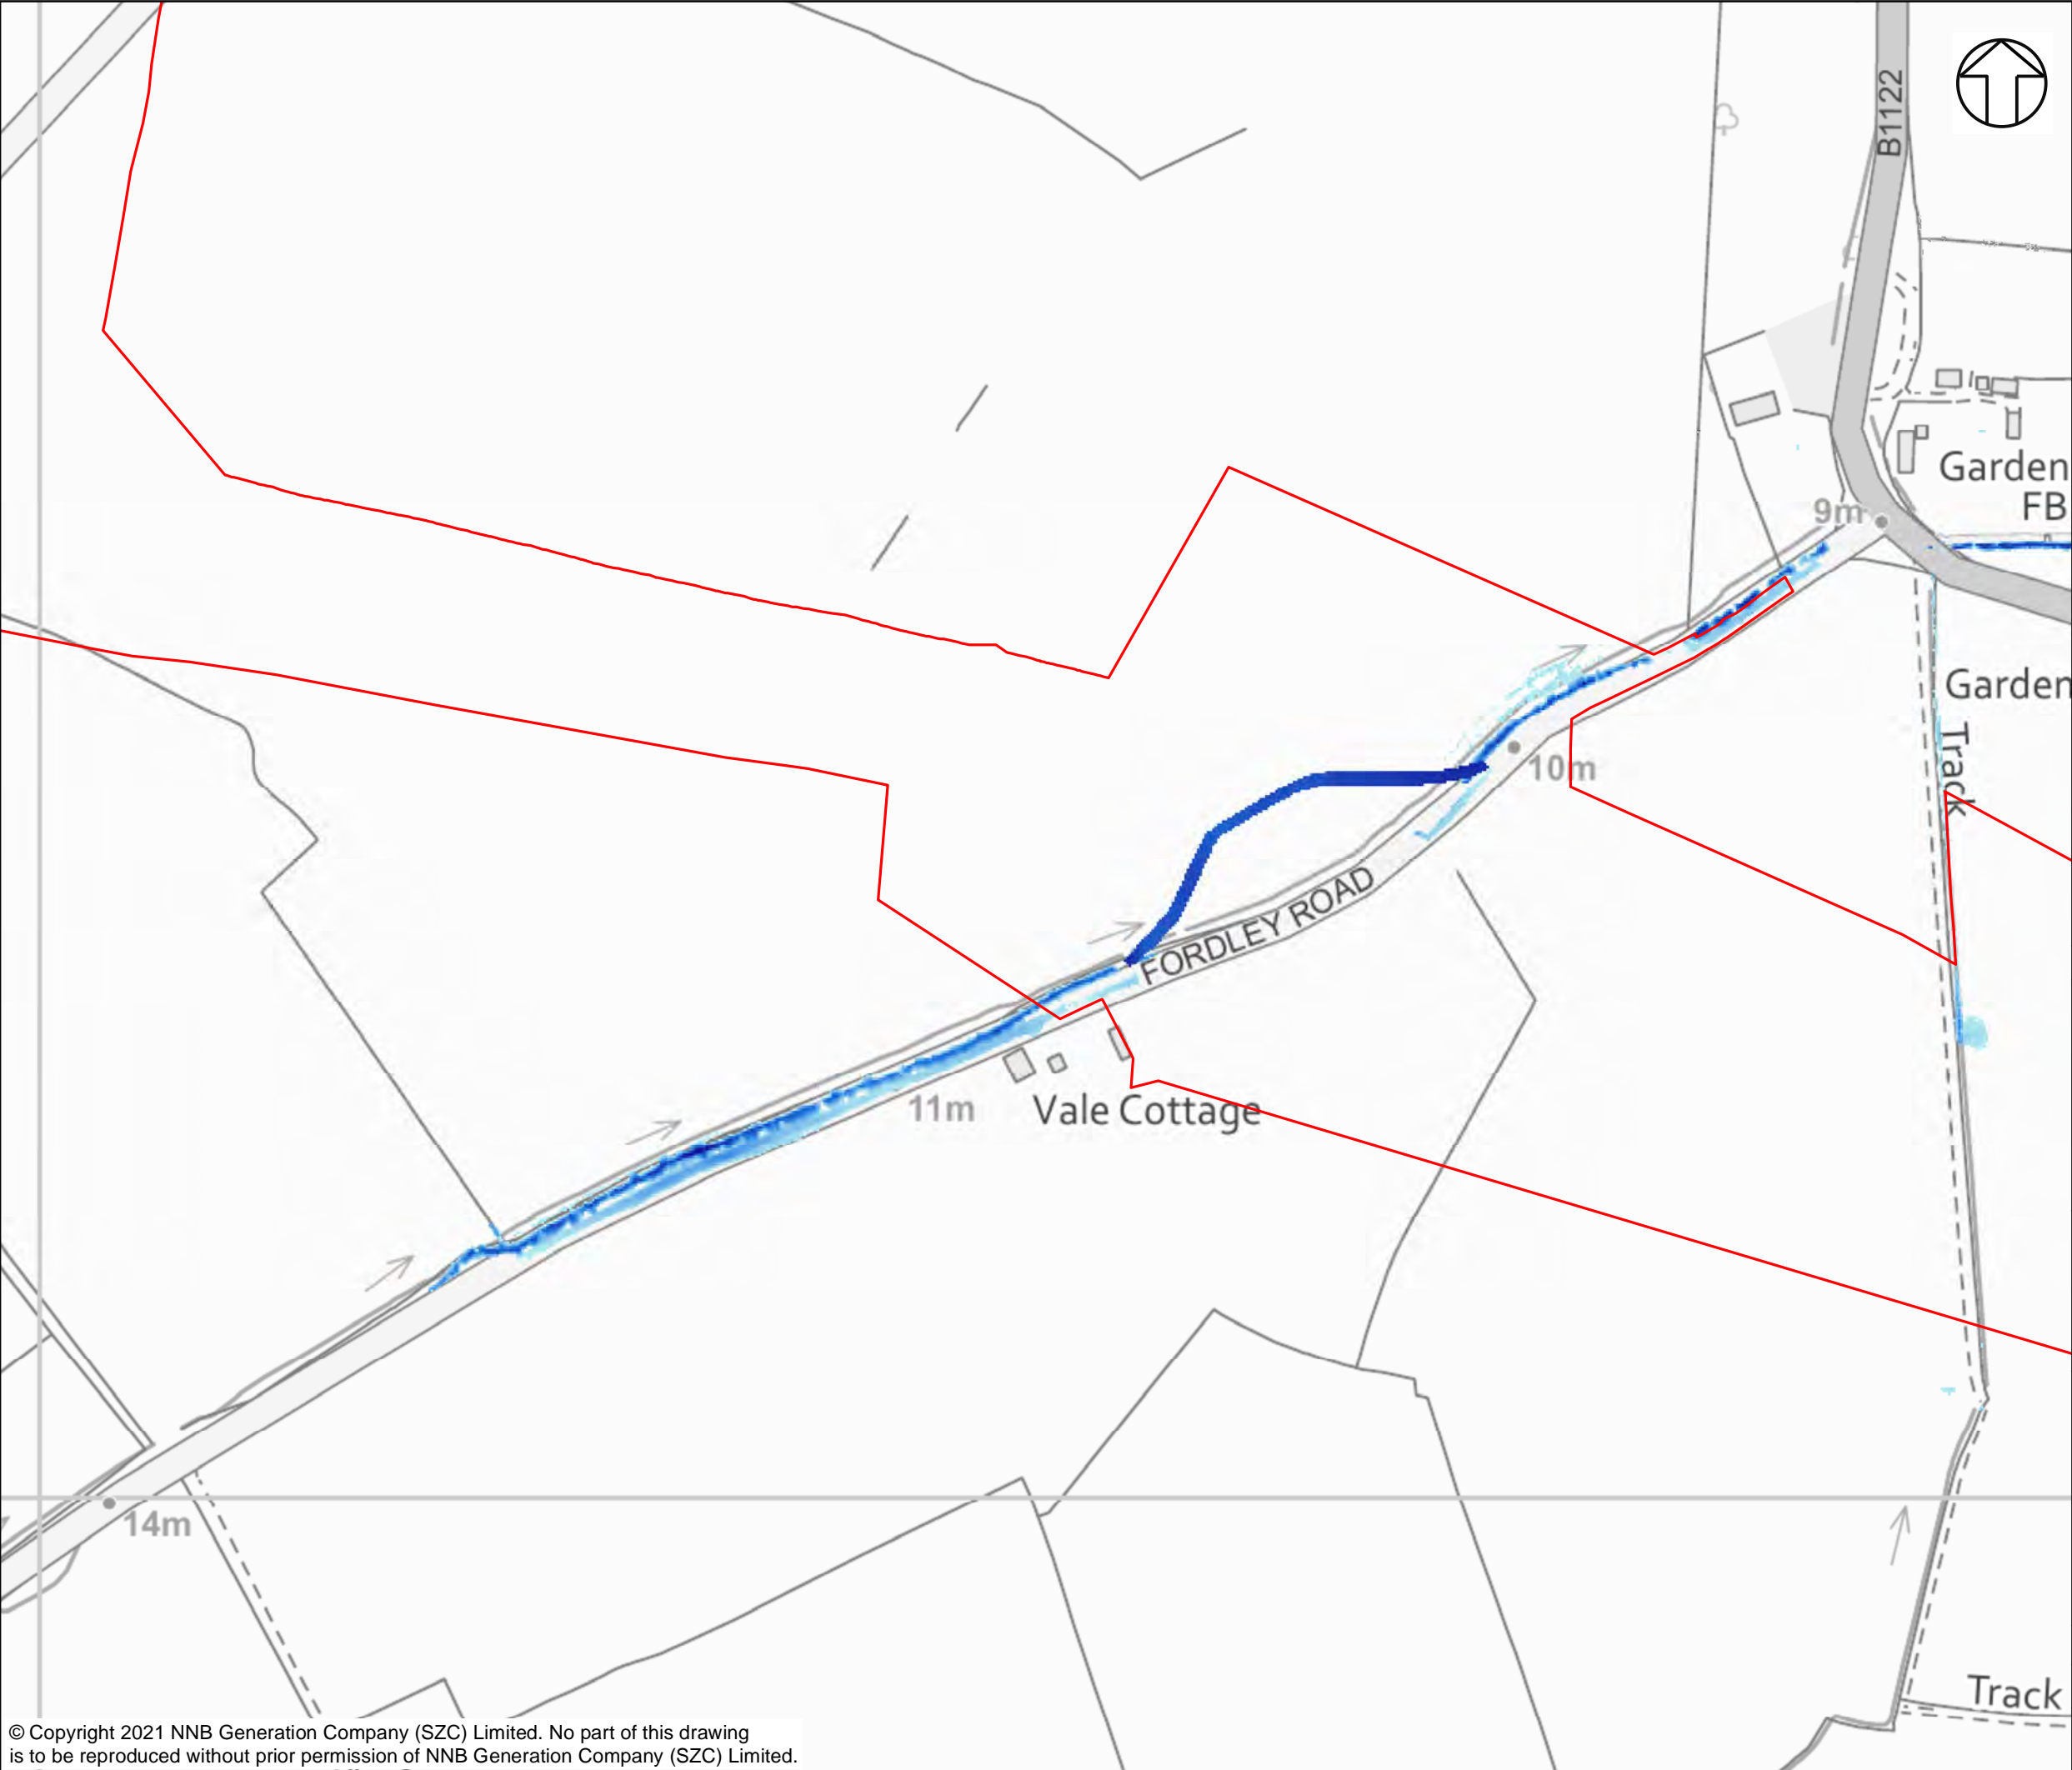 B1122
Garden
FB
9m
Garden
Track
10m
FORDLEY ROAD
11m
Vale Cottage
14m
Track
© Copyright 2021 NNB Generation Company (SZC) Limited. No part of this drawing
is to be reproduced without prior permission of NNB Generation Company (SZC) Limited.